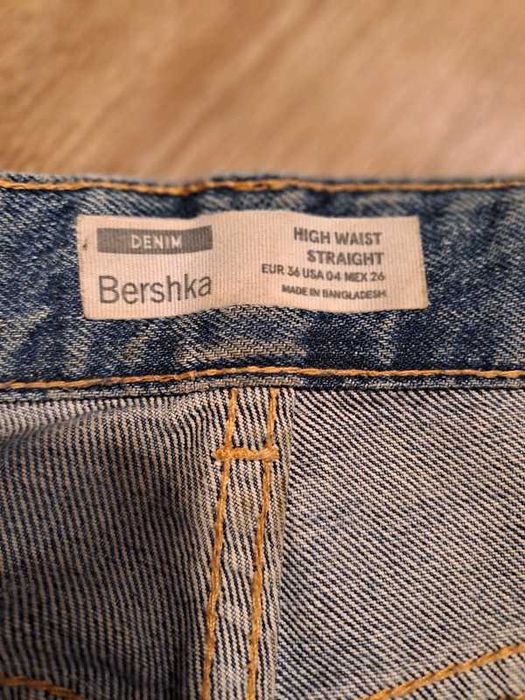 DENIM
Bershka
HIGH WAIST
STRAIGHT
EUR 36 USA 04 MEX 26
MADE IN BANGLADESH